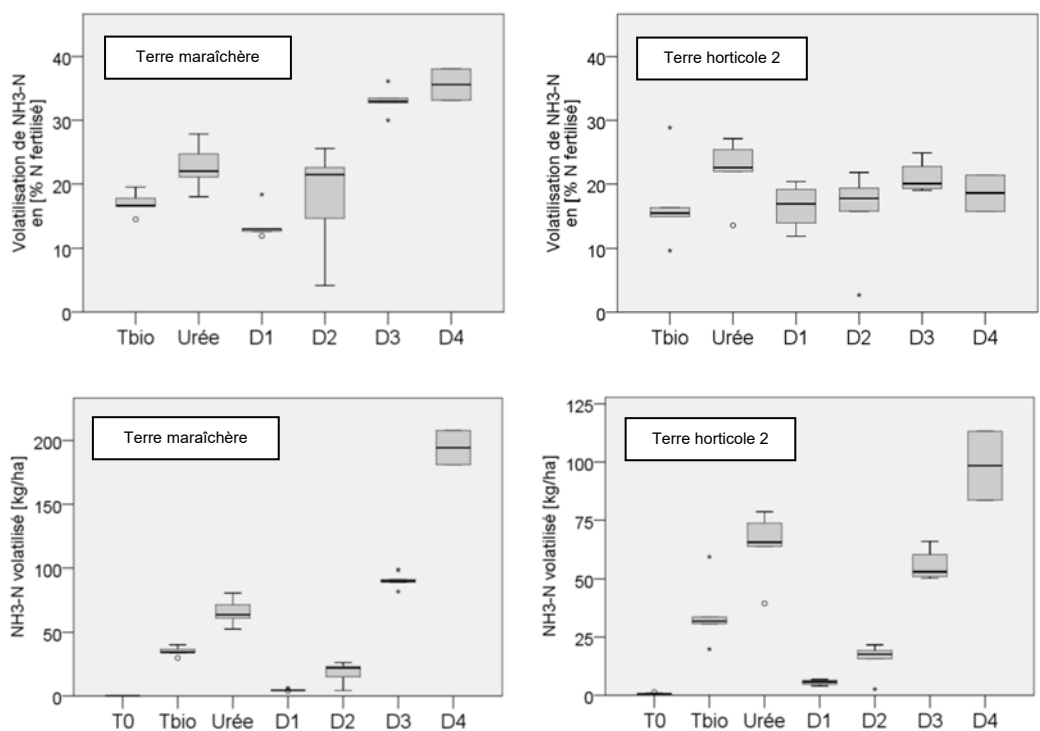 Terre maraîchère
Volatilisation de NH3-N
en [% N fertilisé]
40
30
20
10
0
Tbio Urée D1 D2 D3 D4
Terre horticole 2
Volatilisation de NH3-N
en [% N fertilisé]
40
30
20
10
0
Tbio Urée D1 D2 D3 D4
Terre maraîchère
NH3-N volatilisé [kg/ha]
200
150
100
50
0
T0 Tbio Urée D1 D2 D3 D4
Terre horticole 2
NH3-N volatilisé [kg/ha]
125
100
75
50
25
0
T0 Tbio Urée D1 D2 D3 D4